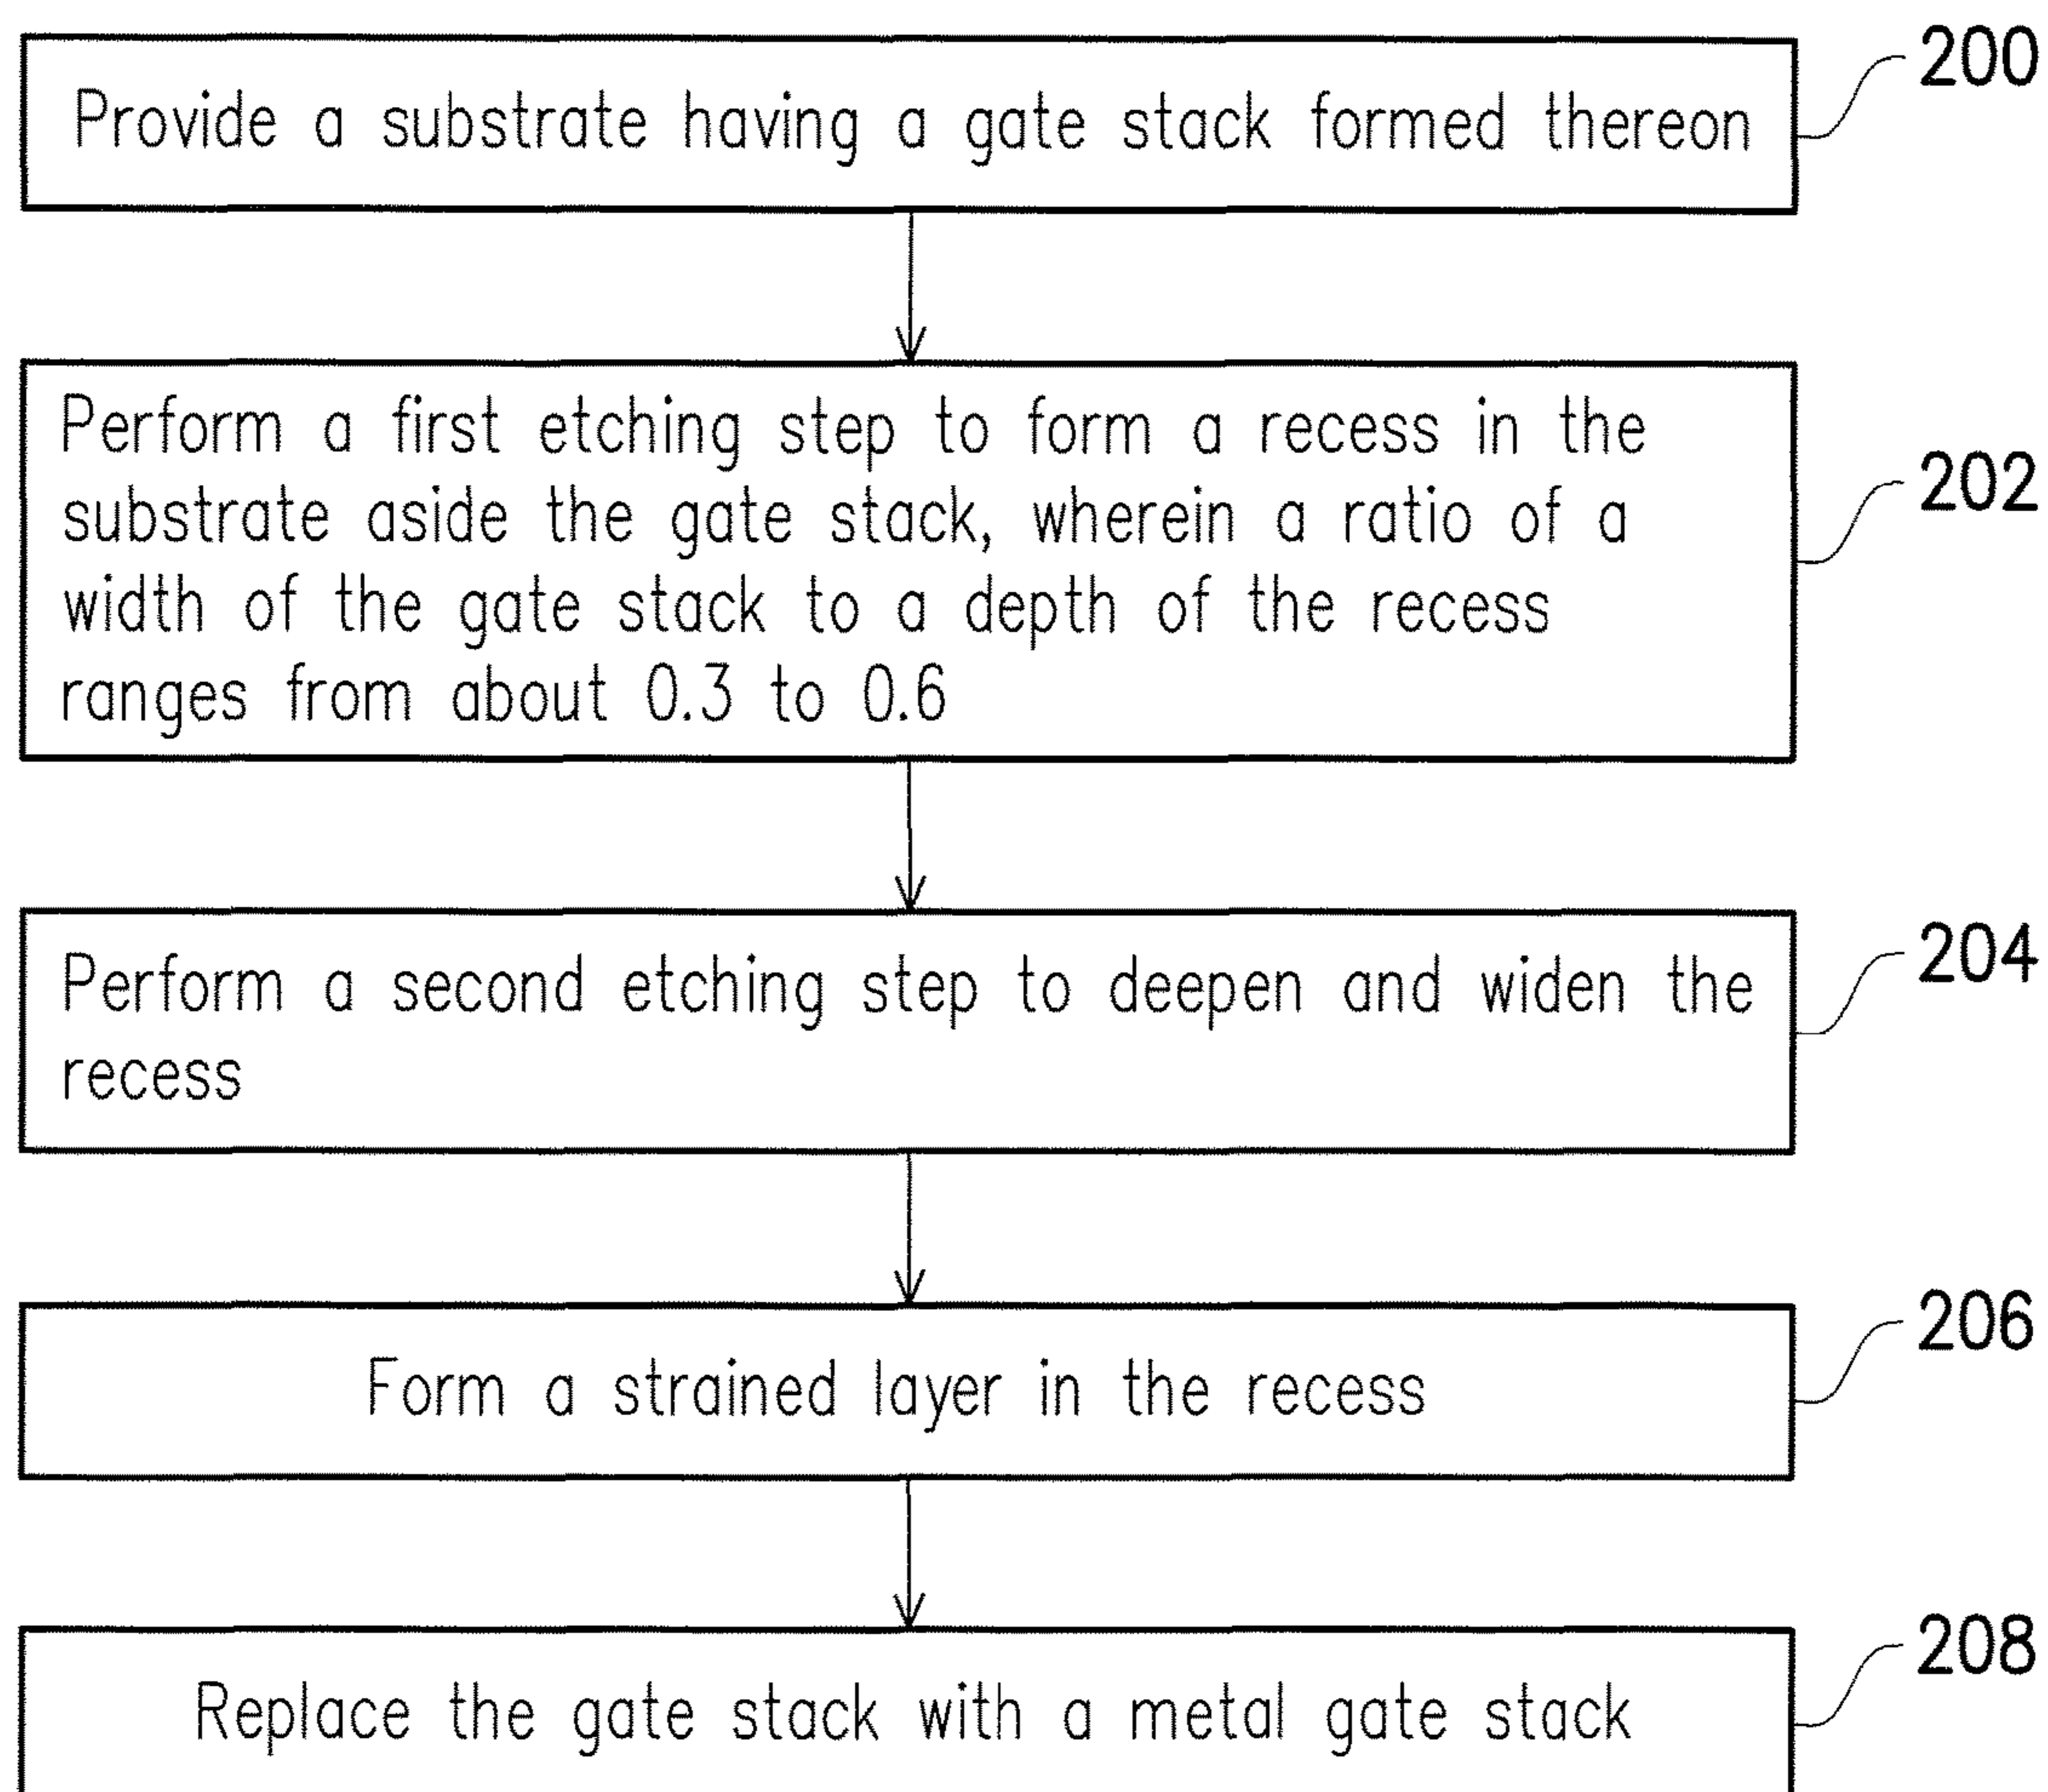 Provide a substrate having a gate stack formed thereon
200
Perform a first etching step to form a recess in the
substrate aside the gate stack, wherein a ratio of a
width of the gate stack to a depth of the recess
ranges from about 0.3 to 0.6
202
Perform a second etching step to deepen and widen the
recess
204
Form a strained layer in the recess
206
Replace the gate stack with a metal gate stack
208